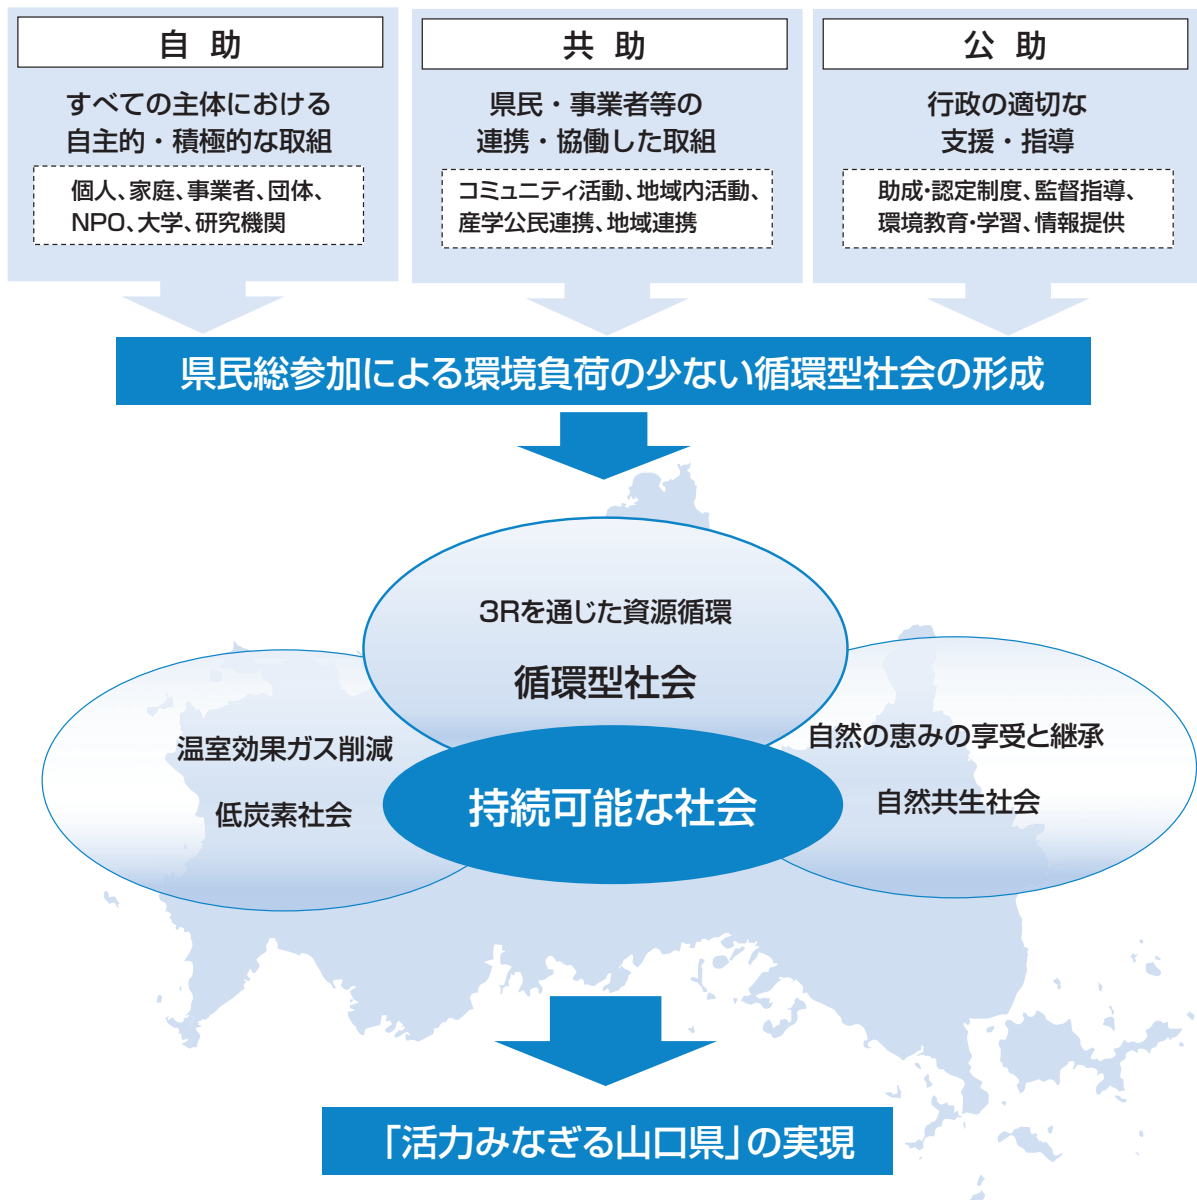 自助
すべての主体における
自主的・積極的な取組
個人、家庭、事業者、団体、
NPO、大学、研究機関
共助
県民・事業者等の
連携・協働した取組
コミュニティ活動、地域内活動、
産学公民連携、地域連携
公助
行政の適切な
支援・指導
助成・認定制度、監督指導、
環境教育・学習、情報提供
県民総参加による環境負荷の少ない循環型社会の形成
3Rを通じた資源循環
循環型社会
温室効果ガス削減
低炭素社会
自然の恵みの享受と継承
自然共生社会
持続可能な社会
「活力みなぎる山口県」の実現